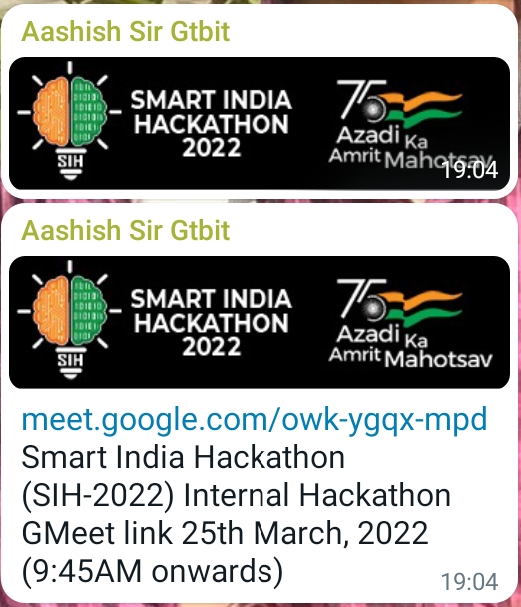 Aashish Sir Gtbit
SMART INDIA
HACKATHON
2022
SIH
75
Azadi Ka
Amrit Mahotsav
19:04
Aashish Sir Gtbit
SMART INDIA
HACKATHON
2022
SIH
75
Azadi Ka
Amrit Mahotsav
meet.google.com/owk-ygqx-mpd
Smart India Hackathon
(SIH-2022) Internal Hackathon
GMeet link 25th March, 2022
(9:45AM onwards)
19:04